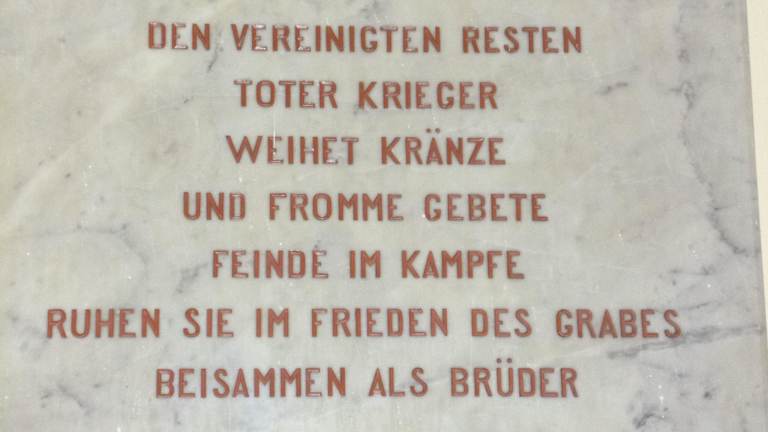 DEN VEREINIGTEN RESTEN
TOTER KRIEGER
WEIHET KRÄNZE
UND FROMME GEBETE
FEINDE IM KAMPFE
RUHEN SIE IM FRIEDEN DES GRABES
BEISAMMEN ALS BRÜDER